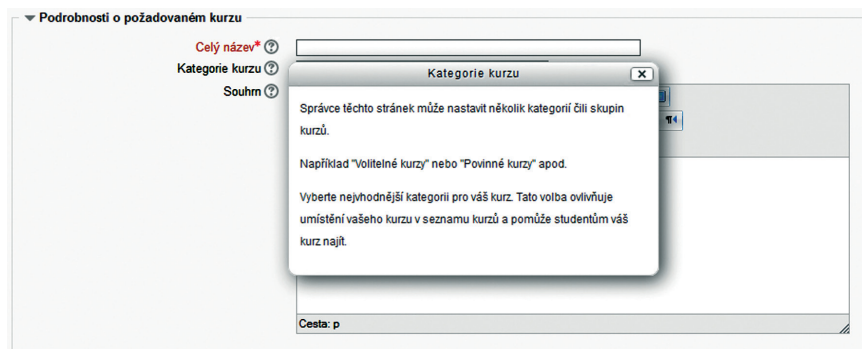 Podrobnosti o požadovaném kurzu
Celý název*
Kategorie kurzu
Kategorie kurzu
Souhrn
Správce těchto stránek může nastavit několik kategorií čili skupin
kurzů.
Například "Volitelné kurzy" nebo "Povinné kurzy" apod.
Vyberte nejvhodnější kategorii pro váš kurz. Tato volba ovlivňuje
umístění vašeho kurzu v seznamu kurzů a pomůže studentům váš
kurz najít.
Cesta: p